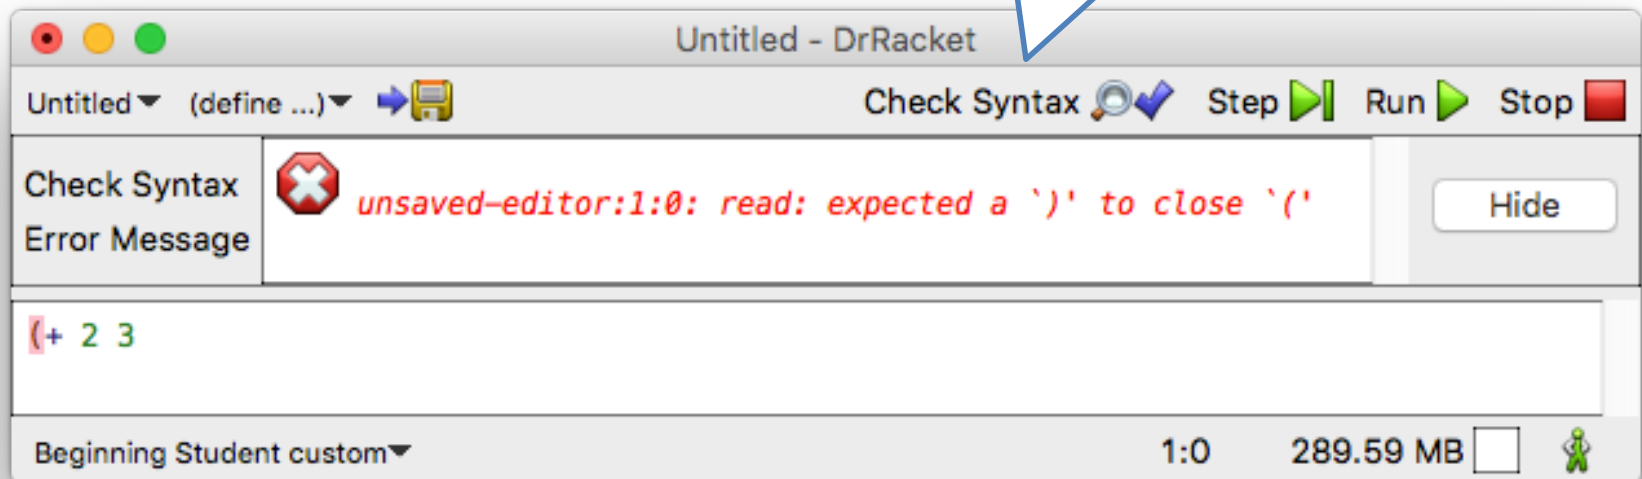 Untitled - DrRacket
Untitled (define ...) Check Syntax Step Run Stop
Check Syntax
Error Message
unsaved-editor:1:0: read: expected a `)' to close `('
Hide
(+ 2 3
Beginning Student custom 1:0 289.59 MB